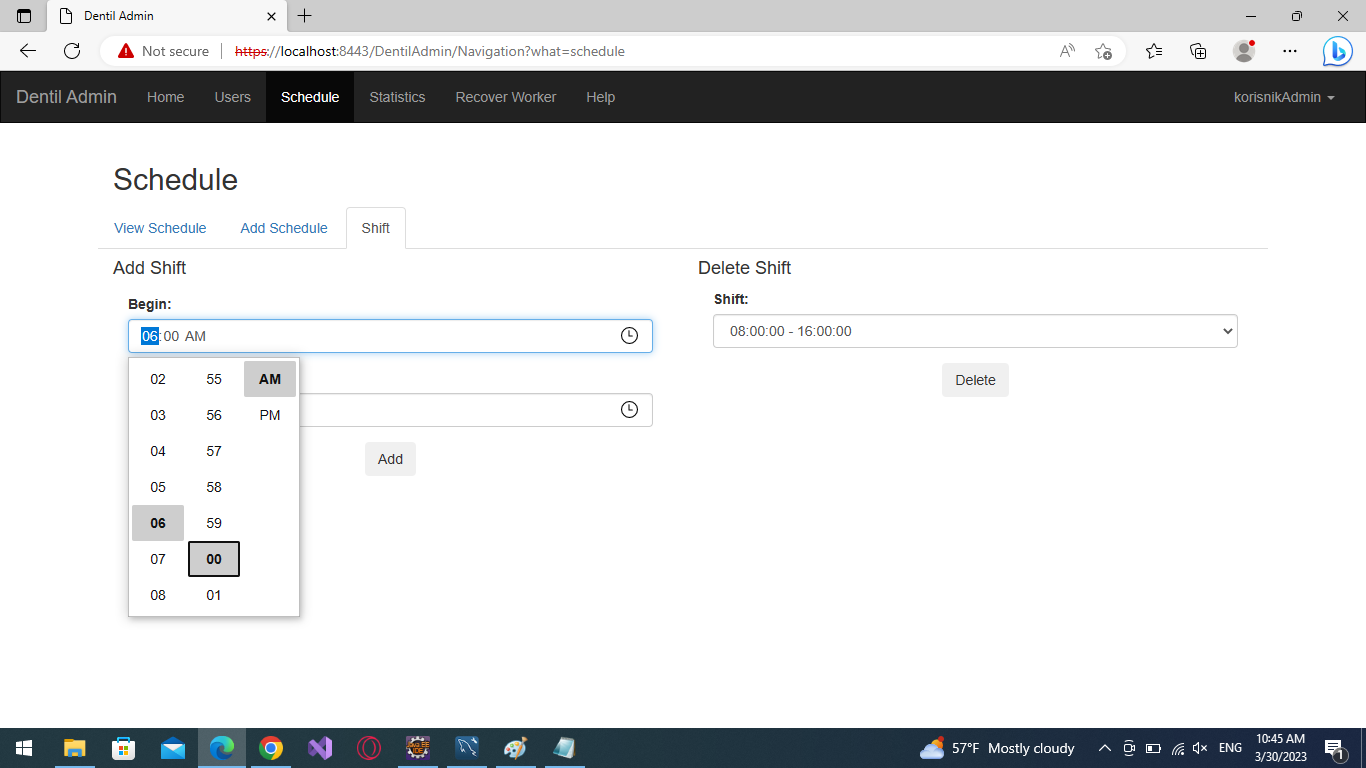 Dentil Admin
Not secure https://localhost:8443/DentilAdmin/Navigation?what=schedule
Dentil Admin Home Users Schedule Statistics Recover Worker Help korisnikAdmin
Schedule
View Schedule Add Schedule Shift
Add Shift
Begin:
06:00 AM
02 55 AM
03 56 PM
04 57
05 58
06 59
07 00
08 01
Add
Delete Shift
Shift:
08:00:00 - 16:00:00
Delete
57°F Mostly cloudy ENG 10:45 AM
3/30/2023
1